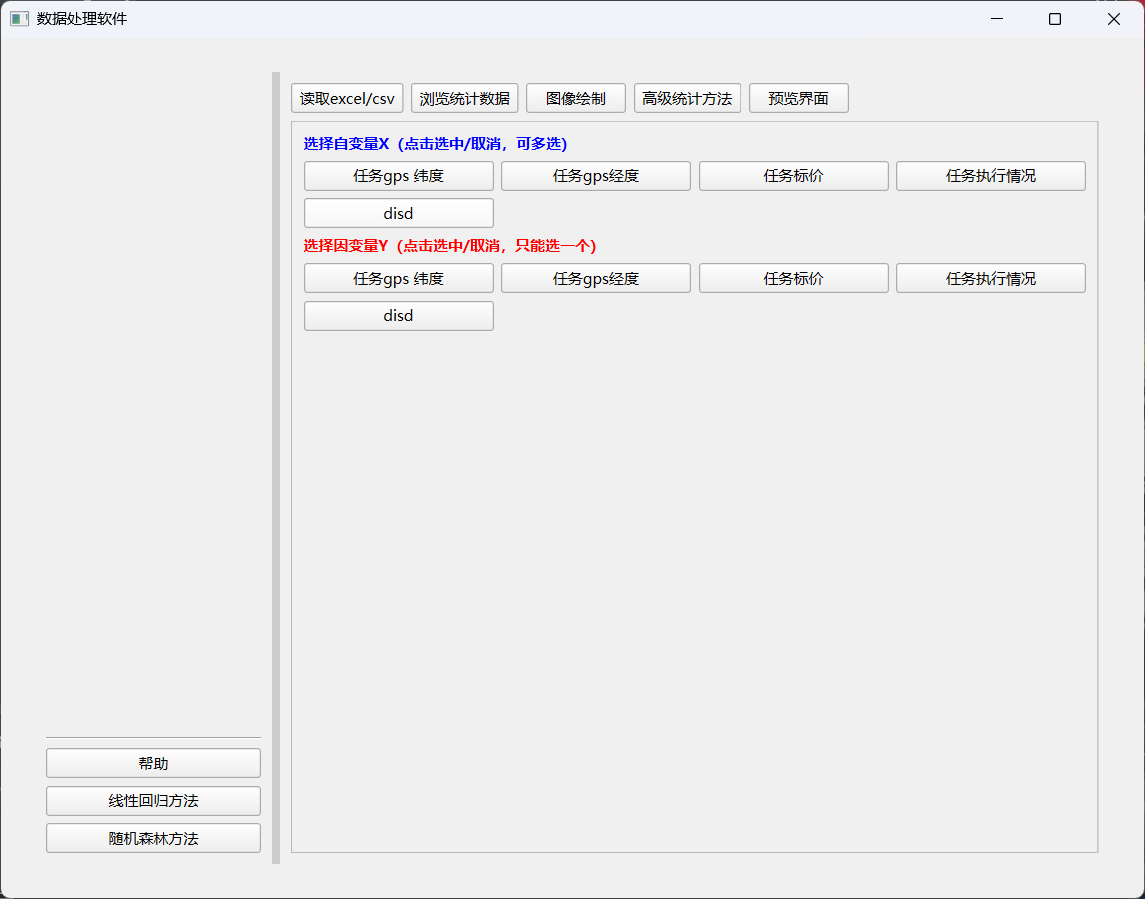 数据处理软件
读取excel/csv 浏览统计数据 图像绘制 高级统计方法 预览界面
选择自变量X（点击选中/取消，可多选）
任务gps 纬度 任务gps经度 任务标价 任务执行情况
disd
选择因变量Y（点击选中/取消，只能选一个）
任务gps 纬度 任务gps经度 任务标价 任务执行情况
disd
帮助
线性回归方法
随机森林方法